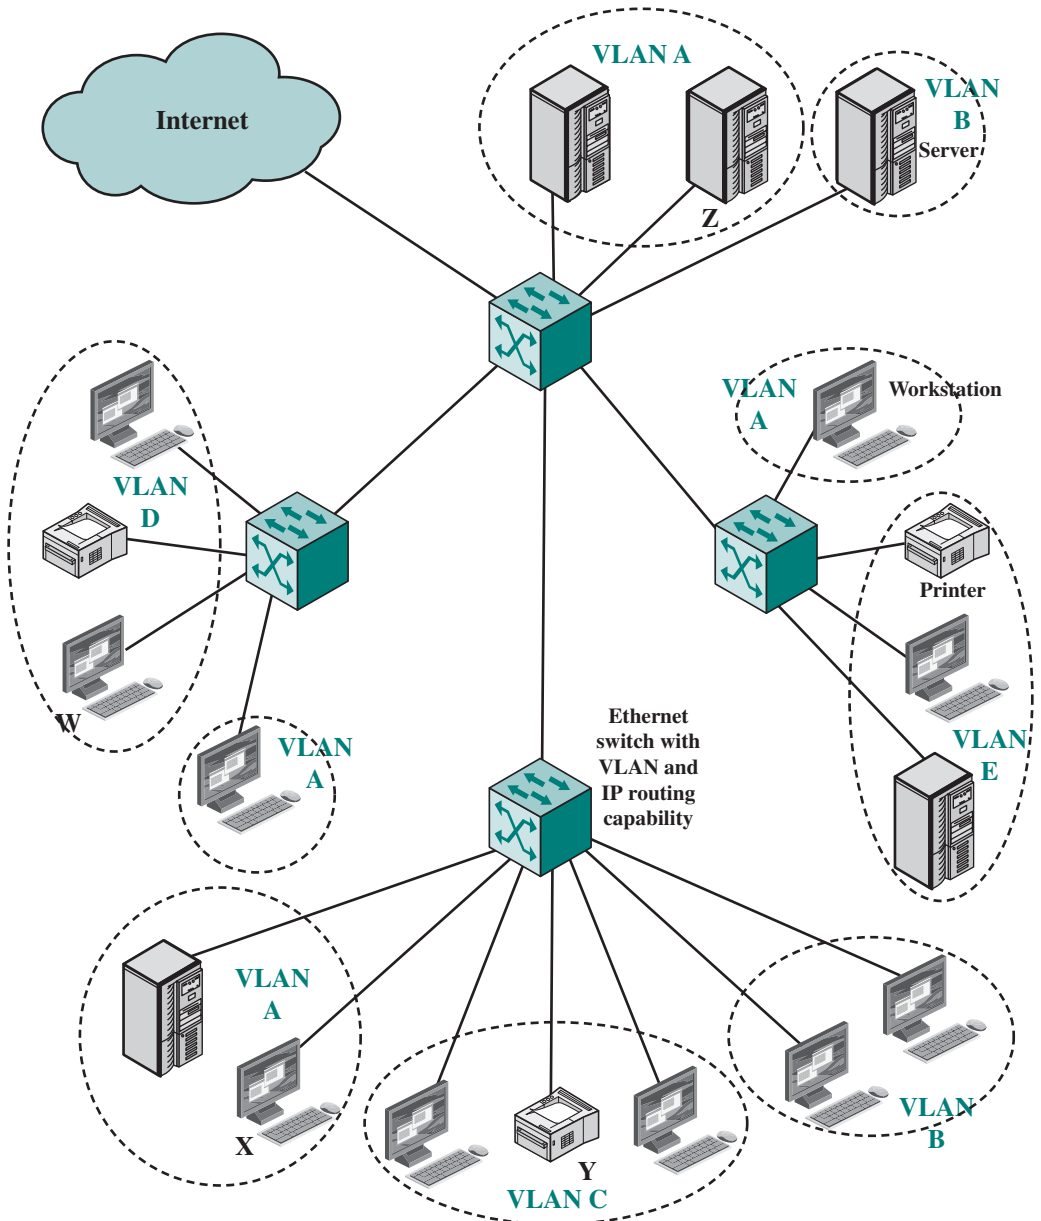 VLAN A
VLAN
B
Server
Internet
Z
VLAN
A
Workstation
VLAN
D
Printer
W
VLAN
A
Ethernet
switch with
VLAN and
IP routing
capability
VLAN
E
VLAN
A
X
Y
VLAN C
VLAN
B